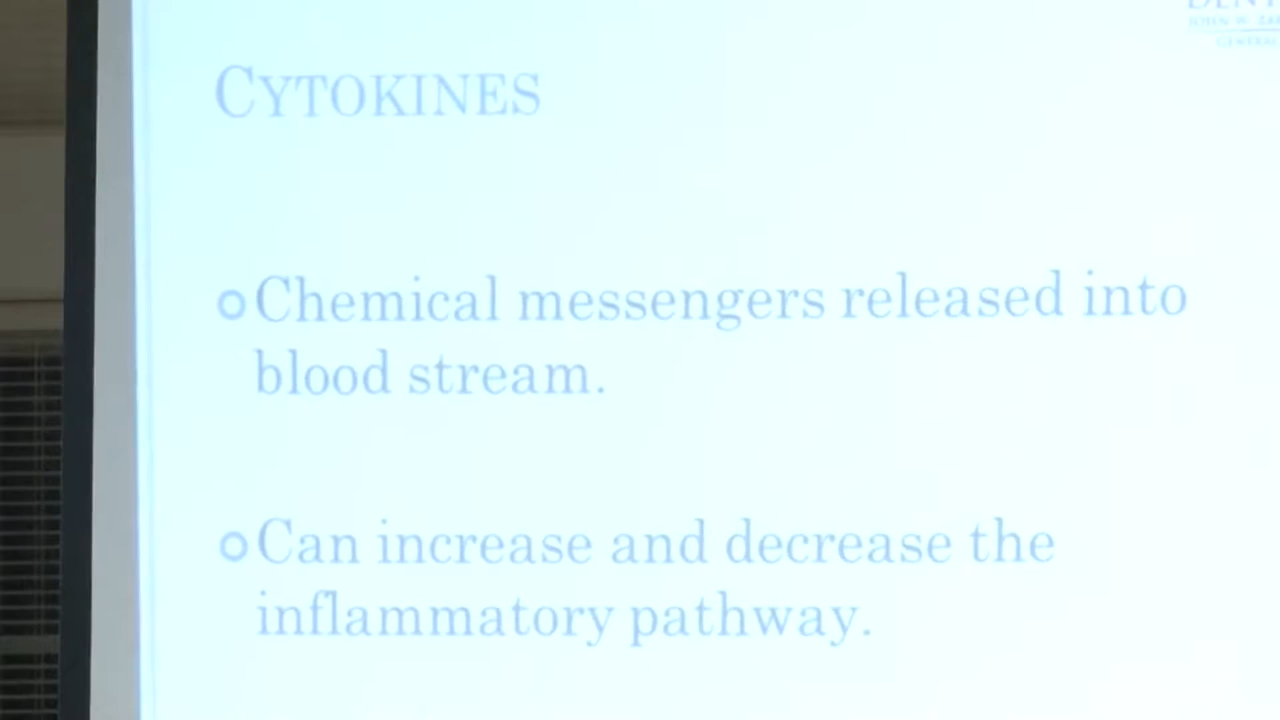 CYTOKINES
Chemical messengers released into
blood stream.
Can increase and decrease the
inflammatory pathway.